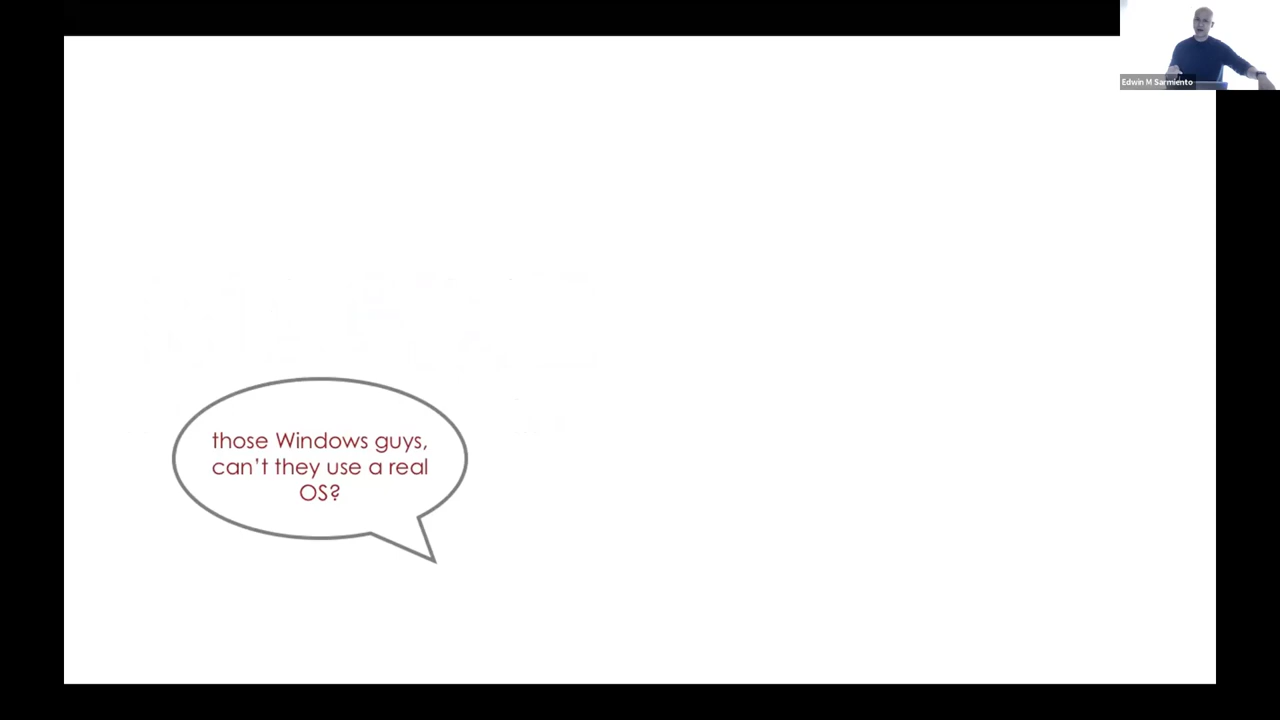 Edwin M Sarmiento
those Windows guys,
can't they use a real
OS?